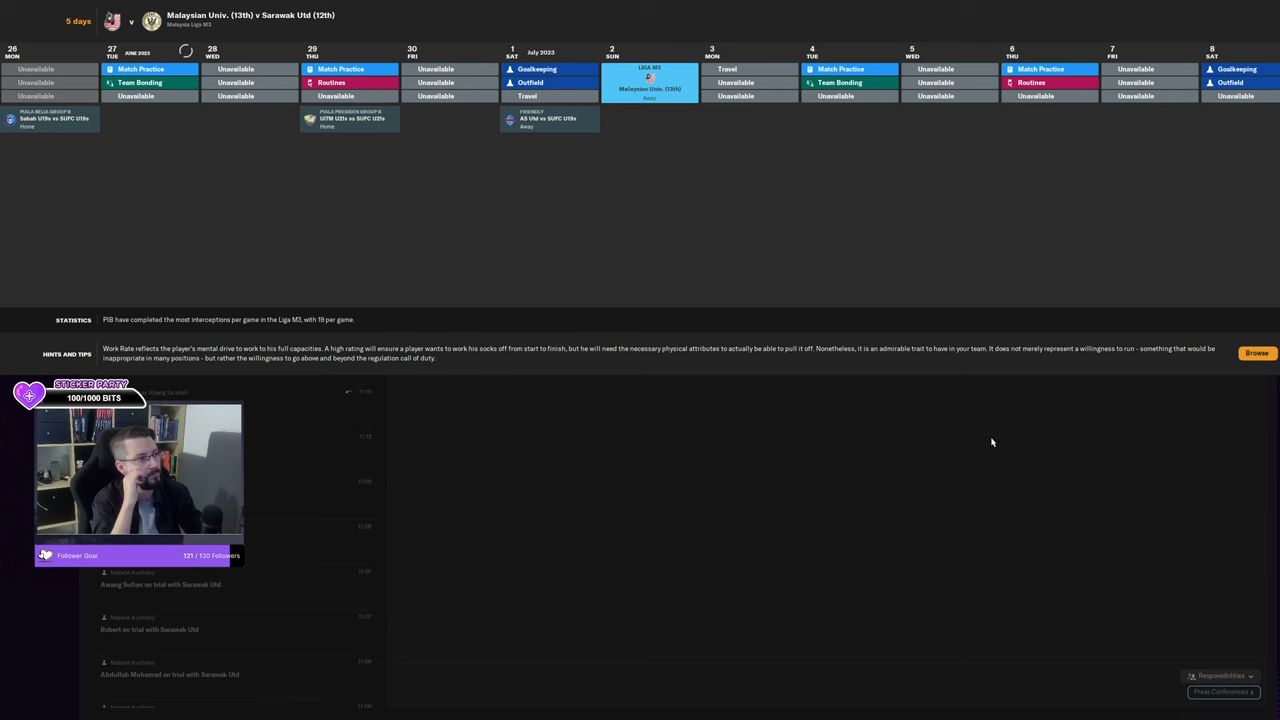 5 days
Malaysian Univ. (13th) v Sarawak Utd (12th)
v
Malaysia Liga M3
26 MON
27 TUE JUNE 2023
28 WED
29 THU
30 FRI
1 SAT July 2023
2 SUN
3 MON
4 TUE
5 WED
6 THU
7 FRI
8 SAT
Unavailable Match Practice Unavailable Match Practice Unavailable Goalkeeping LIGA M3 Travel Match Practice Unavailable Match Practice Unavailable Goalkeeping
Unavailable Team Bonding Unavailable Routines Unavailable Outfield Malaysian Univ. (13th) Unavailable Team Bonding Unavailable Routines Unavailable Outfield
Unavailable Unavailable Unavailable Unavailable Unavailable Travel Away Unavailable Unavailable Unavailable Unavailable Unavailable Unavailable
PIALA BELIA GROUP B
Sabah U19s vs SUFC U19s
Home
PIALA PRESIDEN GROUP B
UiTM U21s vs SUFC U21s
Home
FRIENDLY
AS Utd vs SUFC U19s
Away
STATISTICS PIB have completed the most interceptions per game in the Liga M3, with 19 per game.
HINTS AND TIPS Work Rate reflects the player's mental drive to work to his full capacities. A high rating will ensure a player wants to work his socks off from start to finish, but he will need the necessary physical attributes to actually be able to pull it off. Nonetheless, it is an admirable trait to have in your team. It does not merely represent a willingness to run - something that would be
inappropriate in many positions - but rather the willingness to go above and beyond the regulation call of duty.
Browse
STICKER PARTY
100/1000 BITS
11:12
Follower Goal 121 / 130 Followers
Nazane Kushairy 11:07
Awang Sufian on trial with Sarawak Utd
11:07
Robert on trial with Sarawak Utd
Abdullah Muhamad on trial with Sarawak Utd
Responsibilities
Press Conferences